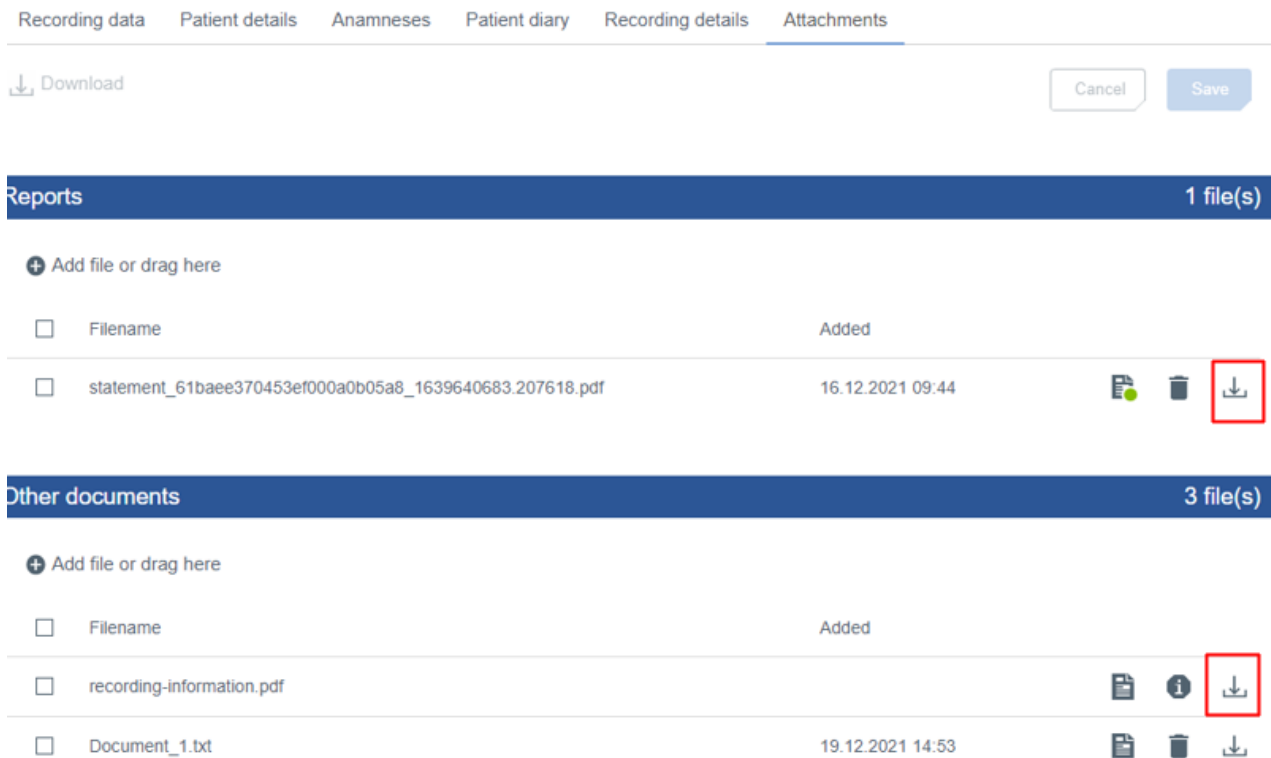 Recording data Patient details Anamneses Patient diary Recording details Attachments
Download Cancel Save
Reports 1 file(s)
Add file or drag here
Filename Added
statement_61baee370453ef000a0b05a8_1639640683.207618.pdf 16.12.2021 09:44
Other documents 3 file(s)
Add file or drag here
Filename Added
recording-information.pdf
Document_1.txt 19.12.2021 14:53